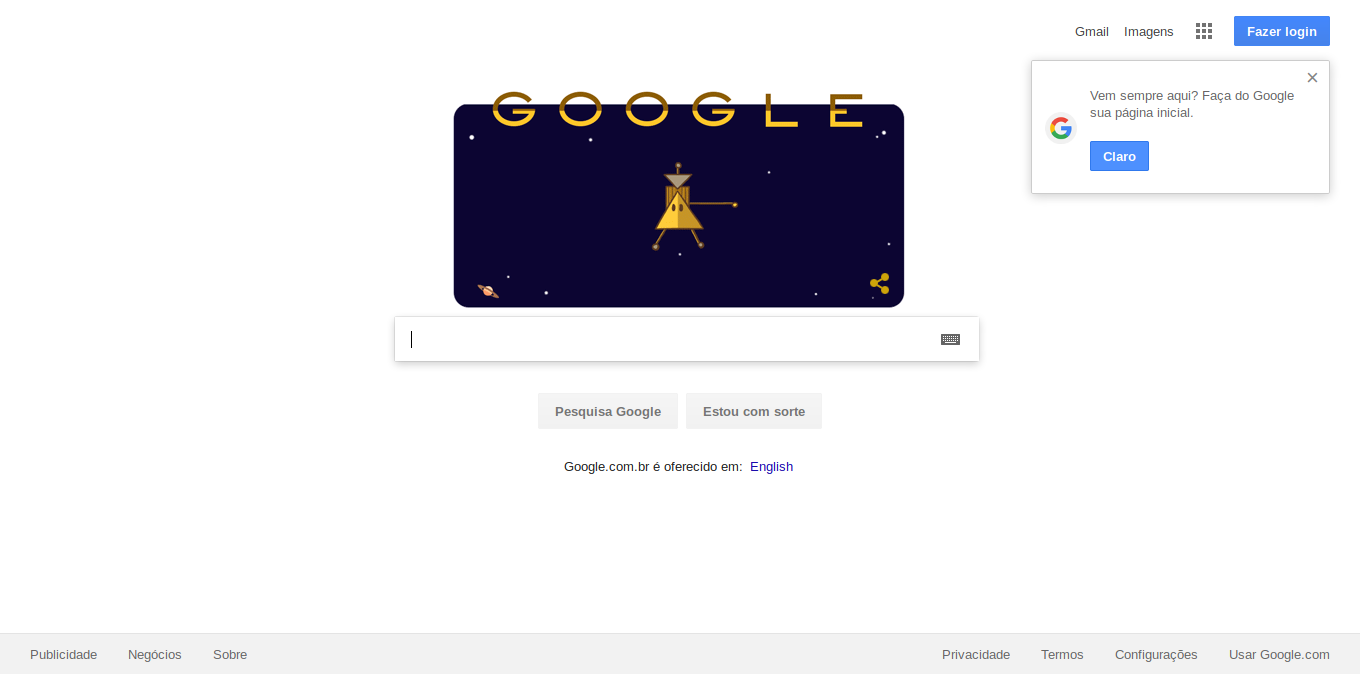 Gmail Imagens Fazer login
Vem sempre aqui? Faça do Google
sua página inicial.
Claro
GOOGLE
Pesquisa Google Estou com sorte
Google.com.br é oferecido em: English
Publicidade Negócios Sobre Privacidade Termos Configurações Usar Google.com